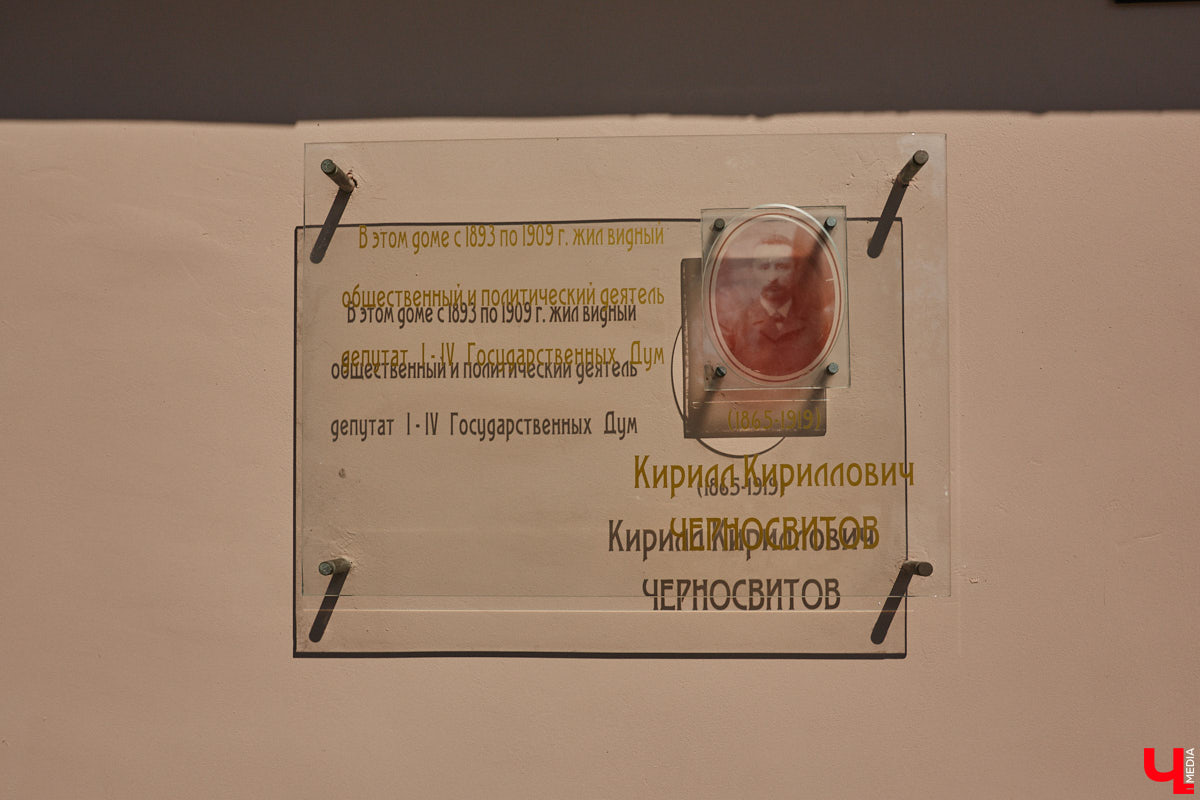 В этом доме с 1893 по 1909 г. жил видный
общественный и политический деятель
депутат I - IV Государственных Дум
(1865-1919)
Кирилл Кириллович
ЧЕРНОСВИТОВ
Ч MEDIA